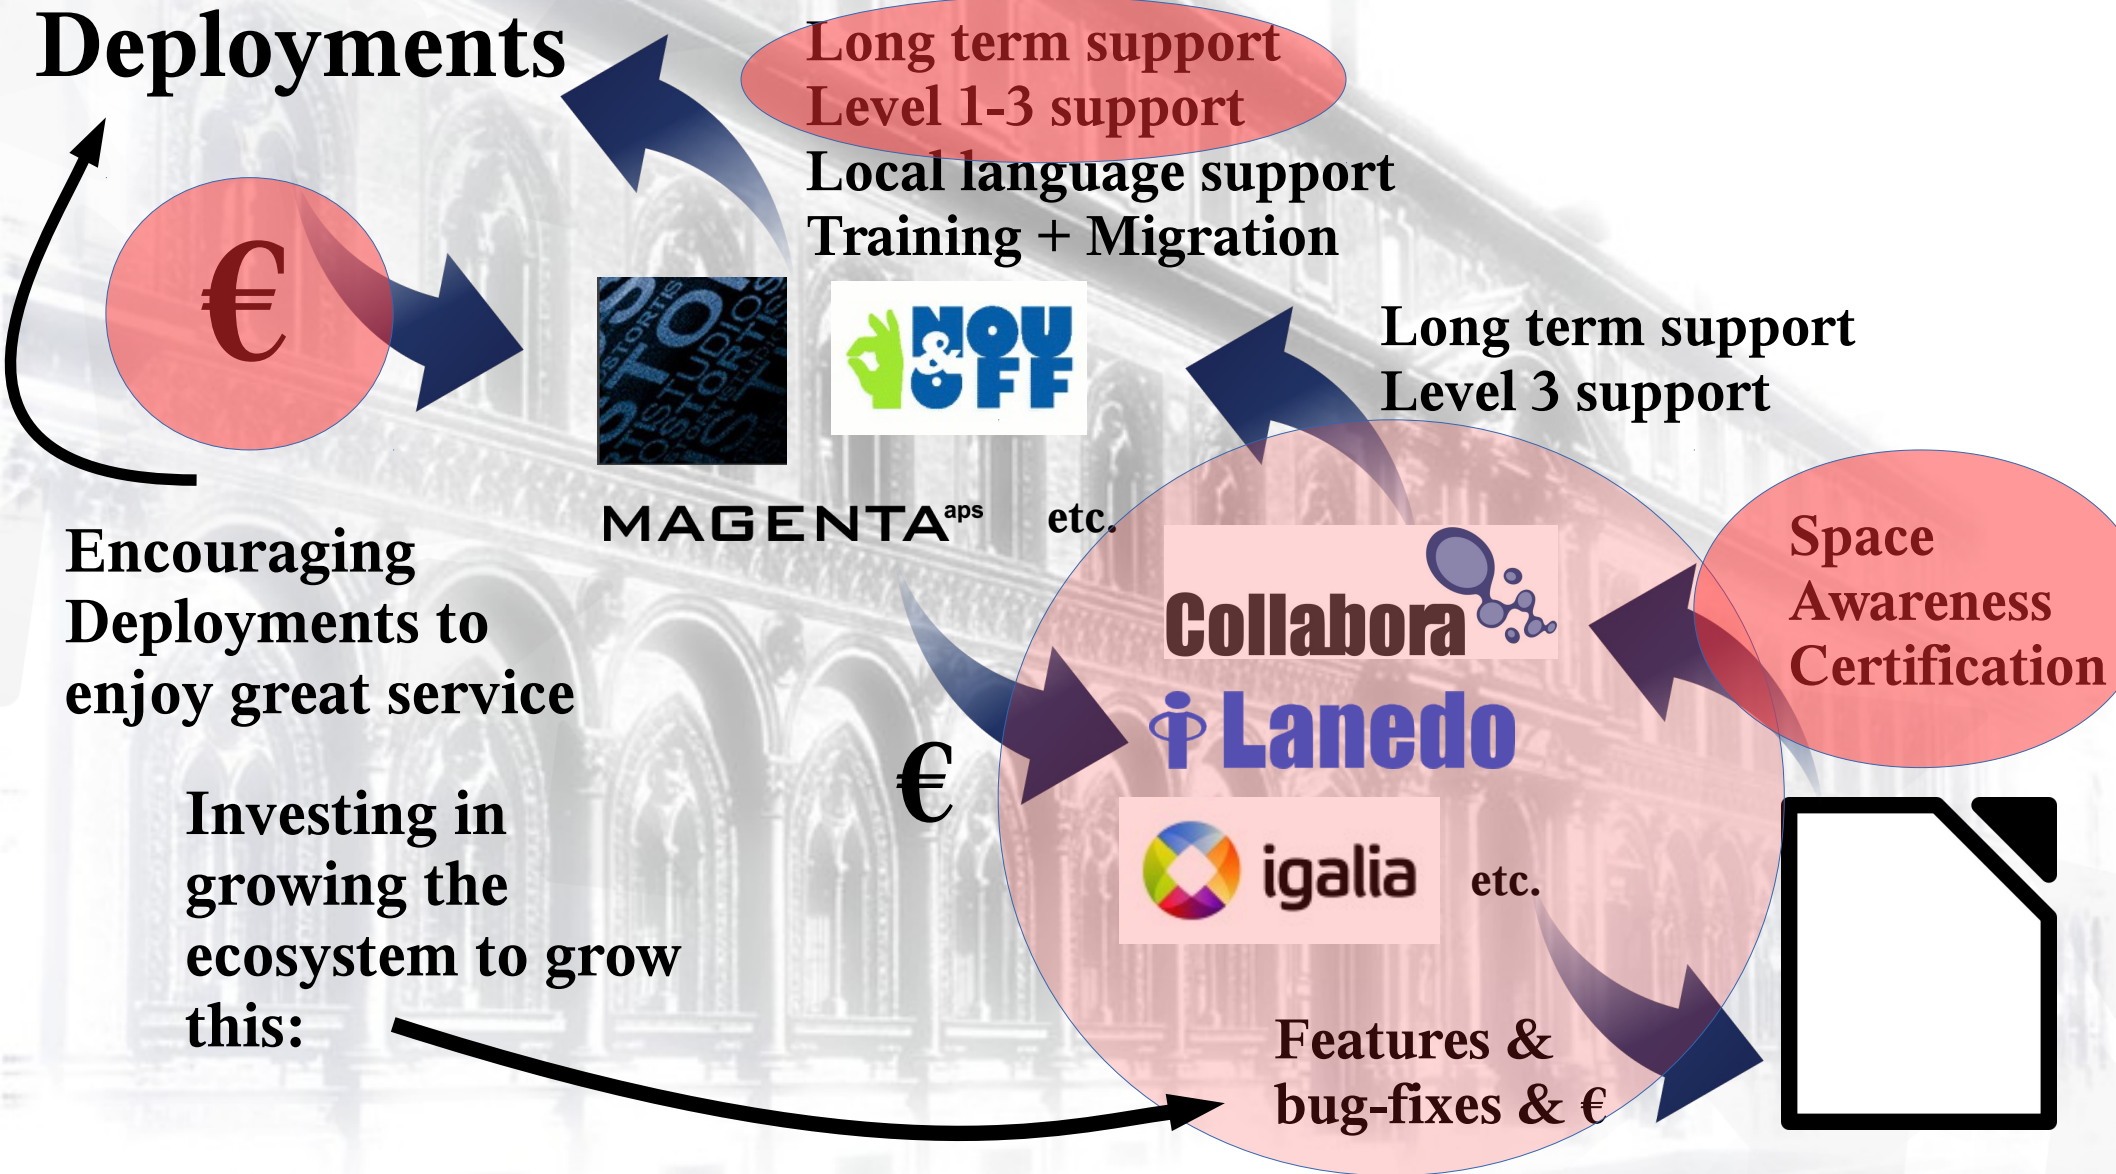 Deployments
Long term support
Level 1-3 support
Local language support
Training + Migration
€
STORTIS
STUDIO
NOU
& OFF
Long term support
Level 3 support
MAGENTA aps
etc.
Encouraging
Deployments to
enjoy great service
Collabora
Space
Awareness
Certification
Lanedo
€
Investing in
growing the
ecosystem to grow
this:
igalia
etc.
Features &
bug-fixes & €